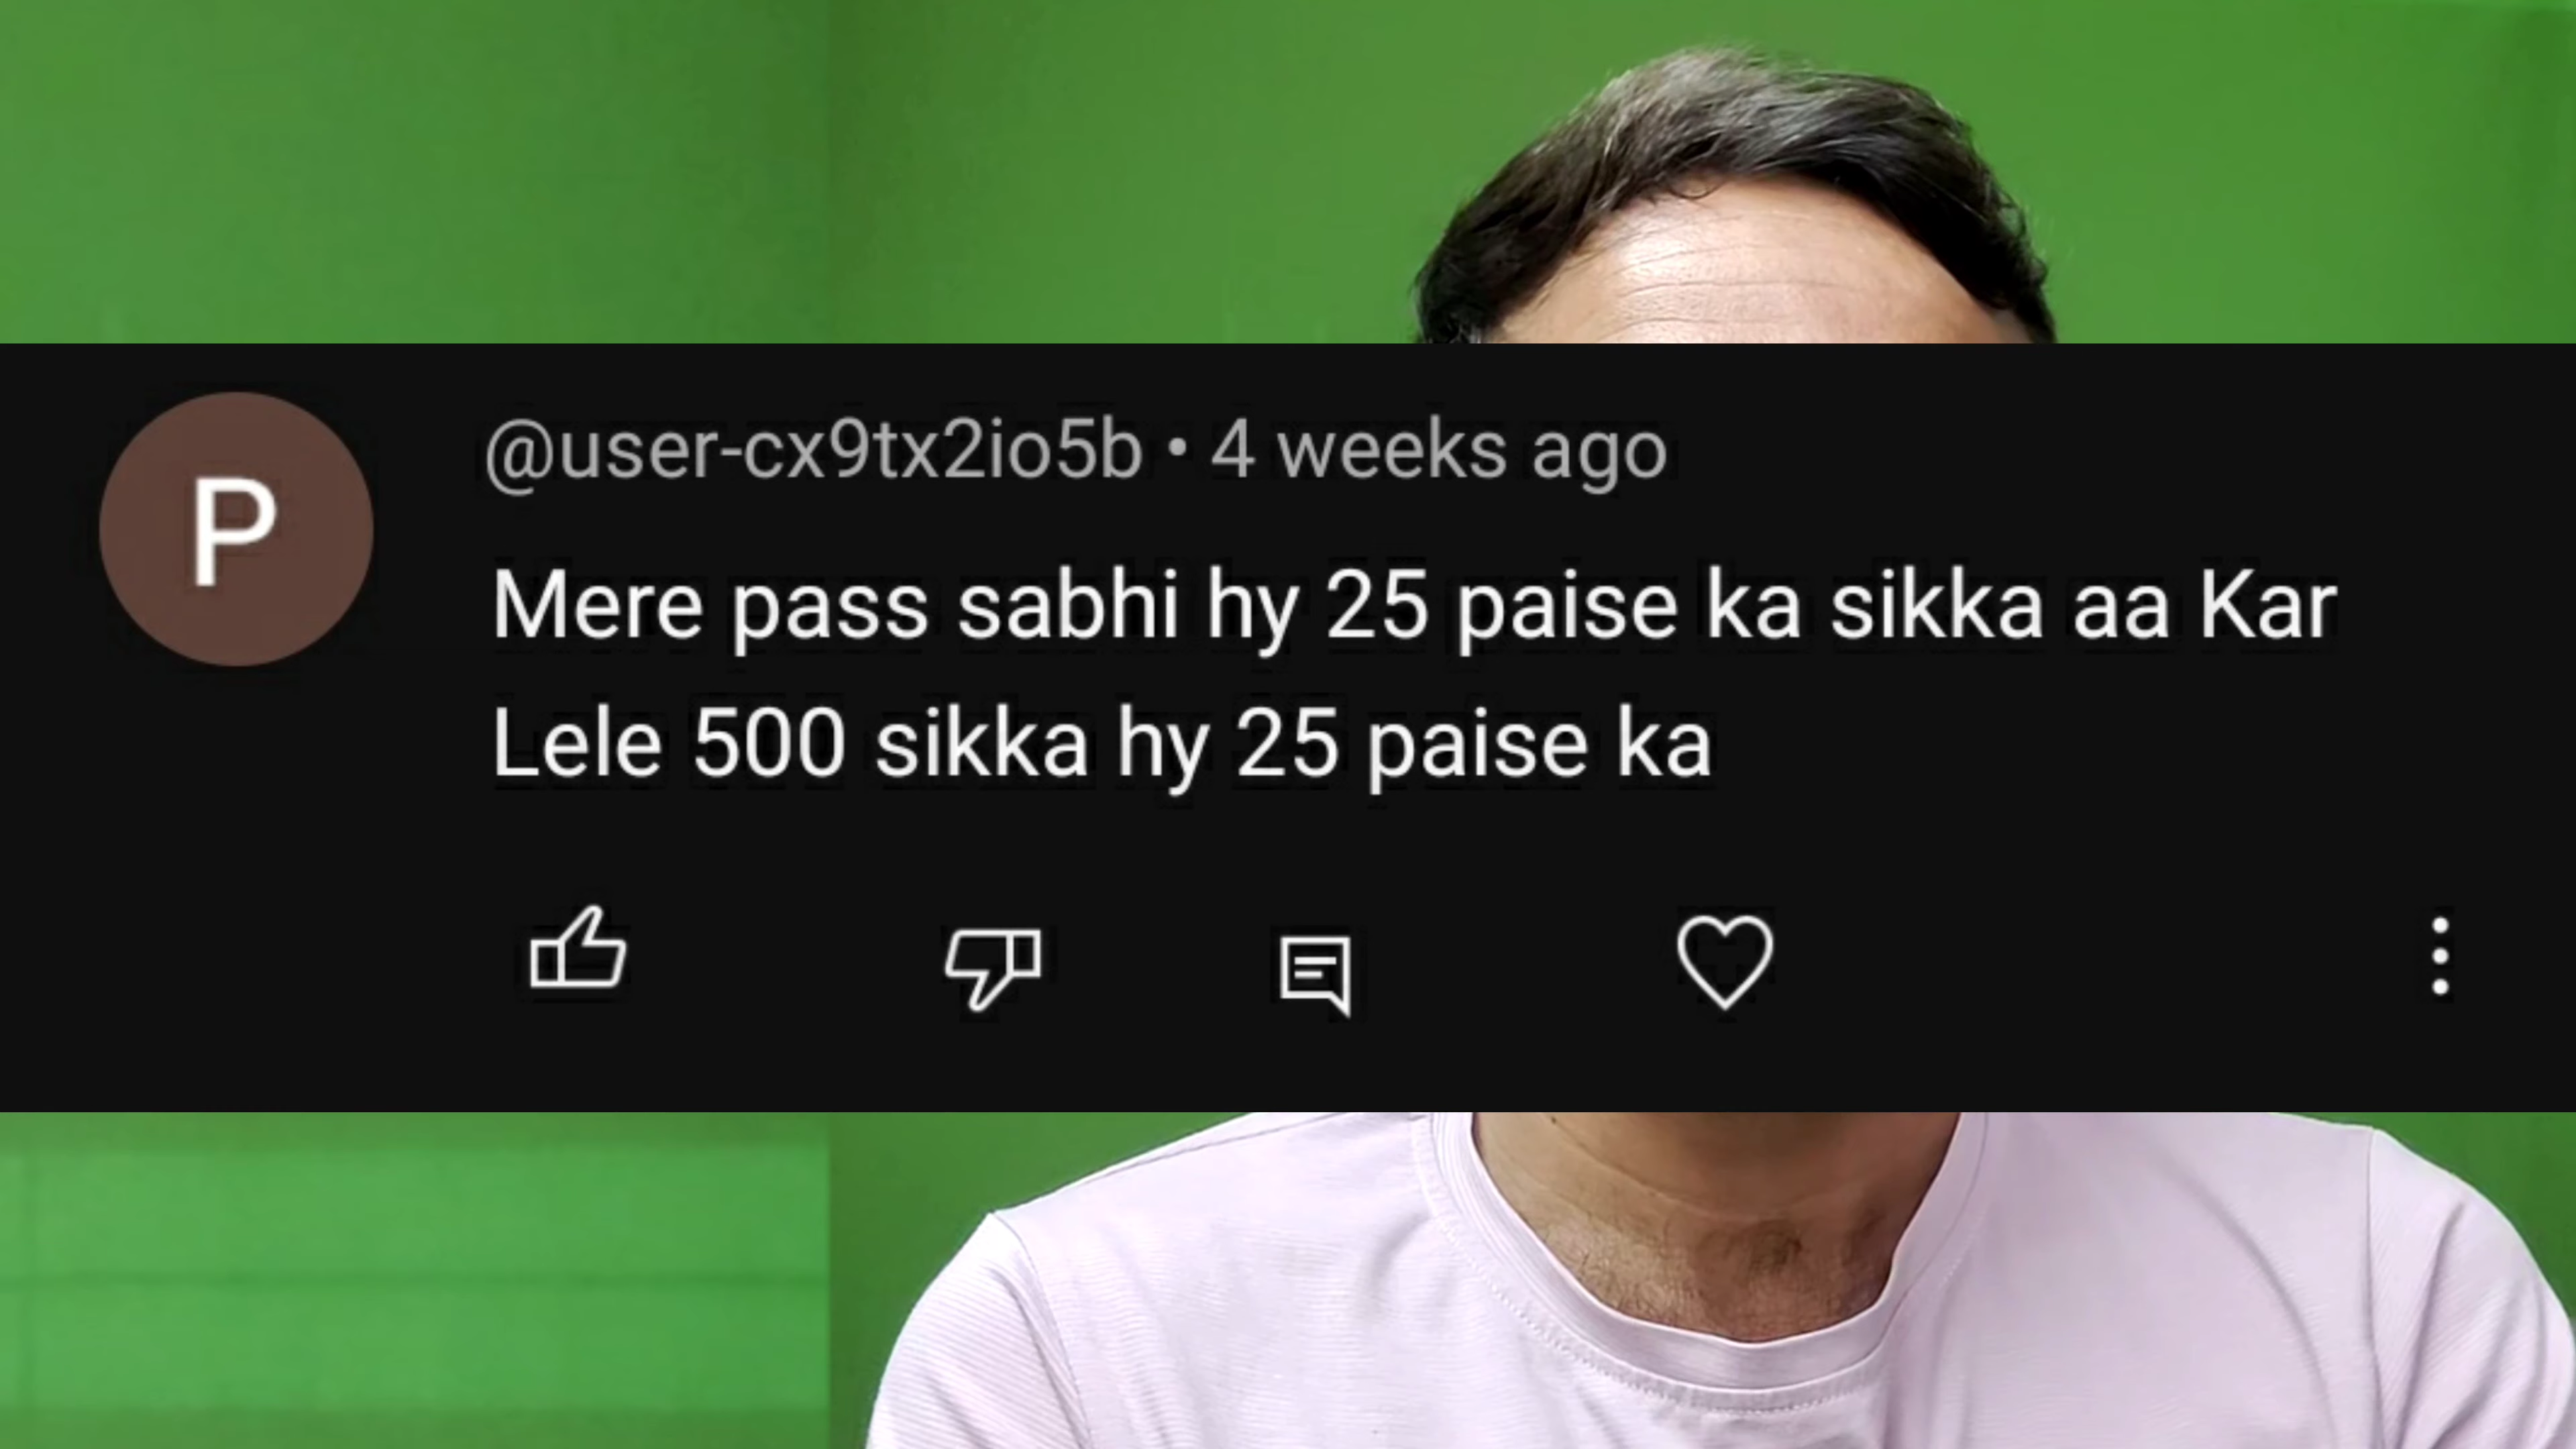 P
@user-cx9tx2io5b • 4 weeks ago
Mere pass sabhi hy 25 paise ka sikka aa Kar
Lele 500 sikka hy 25 paise ka